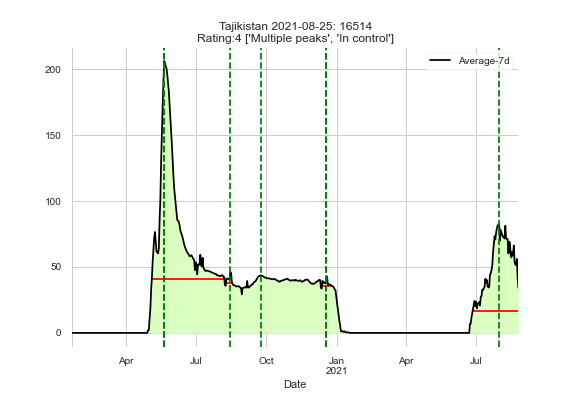 Tajikistan 2021-08-25: 16514
Rating:4 ['Multiple peaks', 'In control']
Average-7d
200
150
100
50
0
Apr Jul Oct Jan Apr Jul
2021
Date